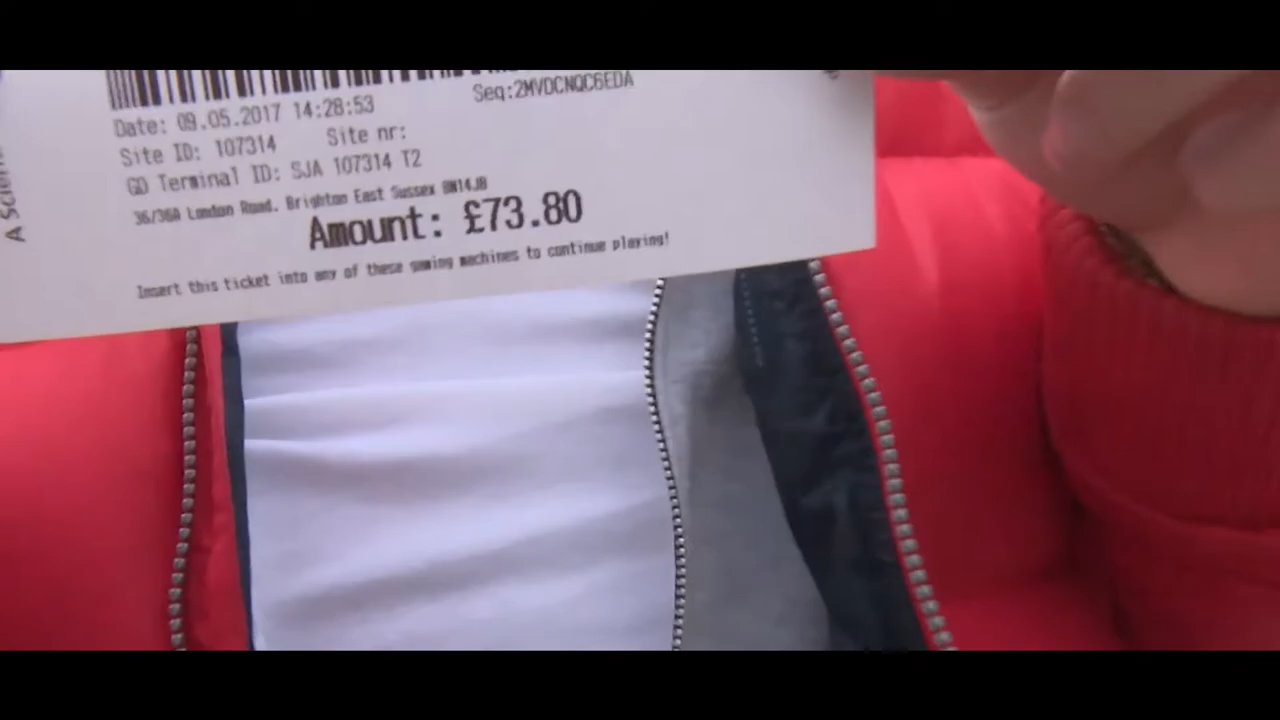 Seq:2MVDCNQC6EDA
Date: 09.05.2017 14:28:53
Site ID: 107314 Site nr:
GD Terminal ID: SJA 107314 T2
36/36A London Road. Brighton East Sussex BN14JB
Amount: £73.80
Insert this ticket into any of these gaming machines to continue playing!
A Scien